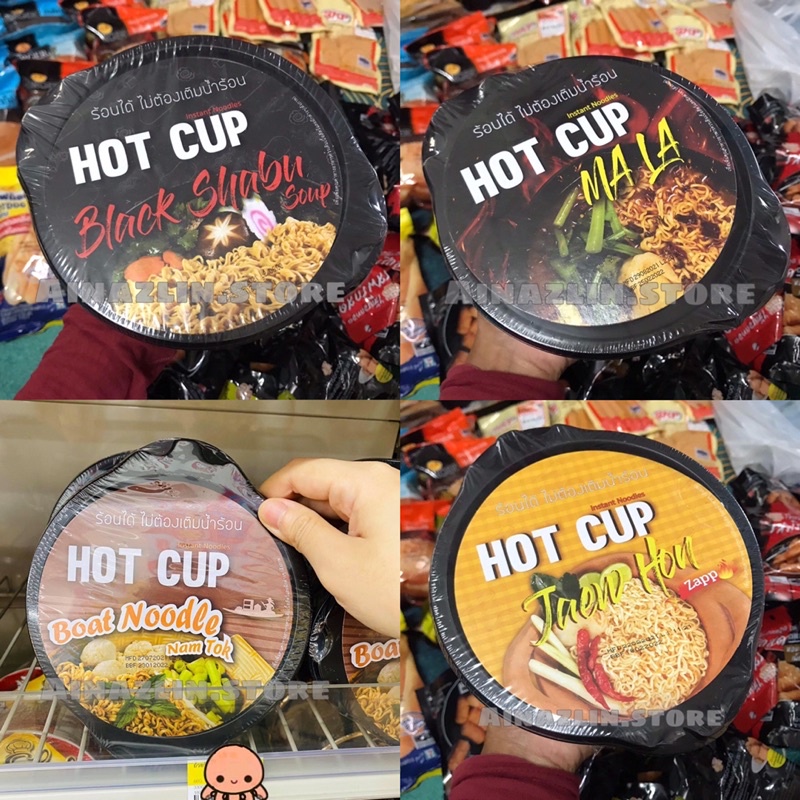 ร้อนได้ ไม่ต้องเติมน้ำร้อน
Instant Noodles
HOT CUP
Black Shabu
Soup
AINAZLIN.STORE
ร้อนได้ ไม่ต้องเติมน้ำร้อน
Instant Noodles
HOT CUP
MA LA
MFD 29062021
AINAZLIN.STORE
ร้อนได้ ไม่ต้องเติมน้ำร้อน
Instant Noodle
HOT CUP
Boat Noodle
Nam Tok
Boa
AINAZLIN.STORE
ร้อนได้ ไม่ต้องเติมน้ำร้อน
Instant Noodles
HOT CUP
Jaew Hon
Zapp
AINAZLIN.STORE